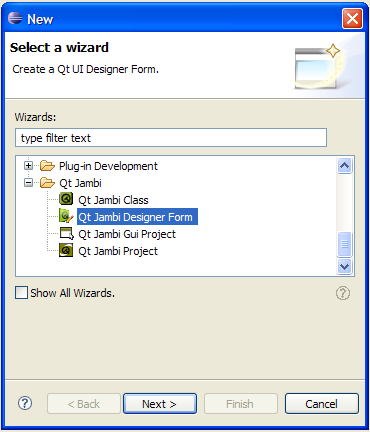 New
Select a wizard
Create a Qt UI Designer Form.
Wizards:
type filter text
Plug-in Development
Qt Jambi
Qt Jambi Class
Qt Jambi Designer Form
Qt Jambi Gui Project
Qt Jambi Project
Show All Wizards.
< Back Next > Finish Cancel